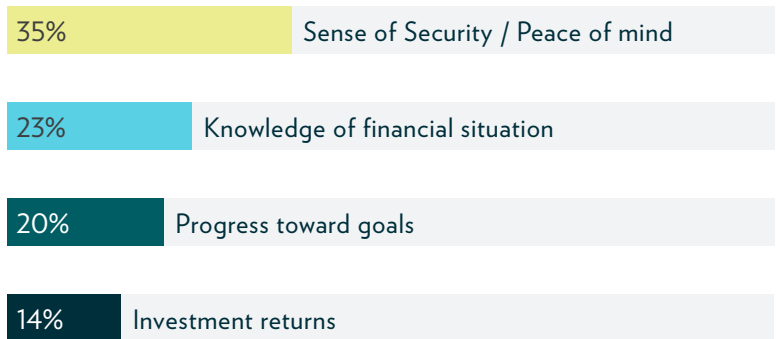 35% Sense of Security / Peace of mind
23% Knowledge of financial situation
20% Progress toward goals
14% Investment returns